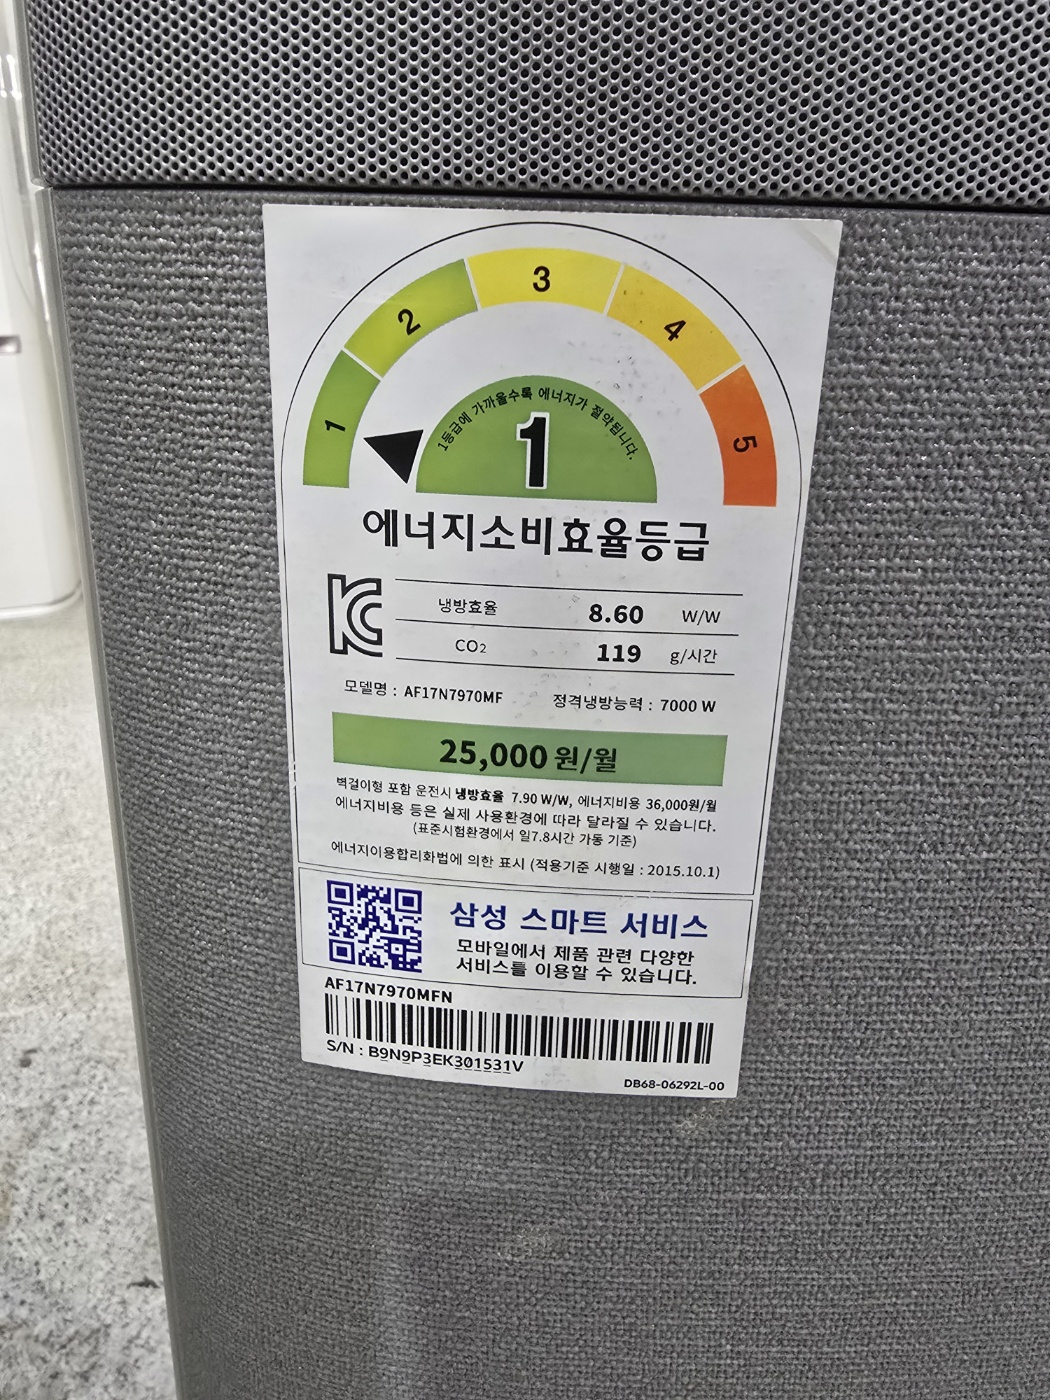 1
2
3
4
5
1등급에 가까울수록 에너지가 절약됩니다.
1
에너지소비효율등급
냉방효율 8.60 W/W
CO₂ 119 g/시간
모델명 : AF17N7970MF 정격냉방능력 : 7000 W
25,000 원/월
벽걸이형 포함 운전시 냉방효율 7.90 W/W, 에너지비용 36,000원/월
에너지비용 등은 실제 사용환경에 따라 달라질 수 있습니다.
(표준시험환경에서 일7.8시간 가동 기준)
에너지이용합리화법에 의한 표시 (적용기준 시행일 : 2015.10.1)
삼성 스마트 서비스
모바일에서 제품 관련 다양한
서비스를 이용할 수 있습니다.
AF17N7970MFN
S/N : B9N9P3EK301531V
DB68-06292L-00